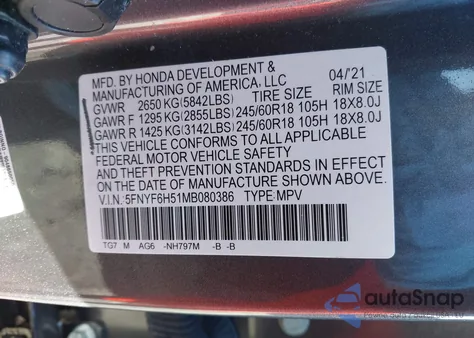 MFD. BY HONDA DEVELOPMENT &
MANUFACTURING OF AMERICA, LLC 04/'21
GVWR 2650 KG (5842LBS) TIRE SIZE RIM SIZE
GAWR F 1295 KG (2855LBS) 245/60R18 105H 18X8.0J
GAWR R 1425 KG (3142LBS) 245/60R18 105H 18X8.0J
THIS VEHICLE CONFORMS TO ALL APPLICABLE
FEDERAL MOTOR VEHICLE SAFETY
AND THEFT PREVENTION STANDARDS IN EFFECT
ON THE DATE OF MANUFACTURE SHOWN ABOVE.
V.I.N.: 5FNYF6H51MB080386 TYPE: MPV
TG7 M AG6 -NH797M -B -B
autoSnap